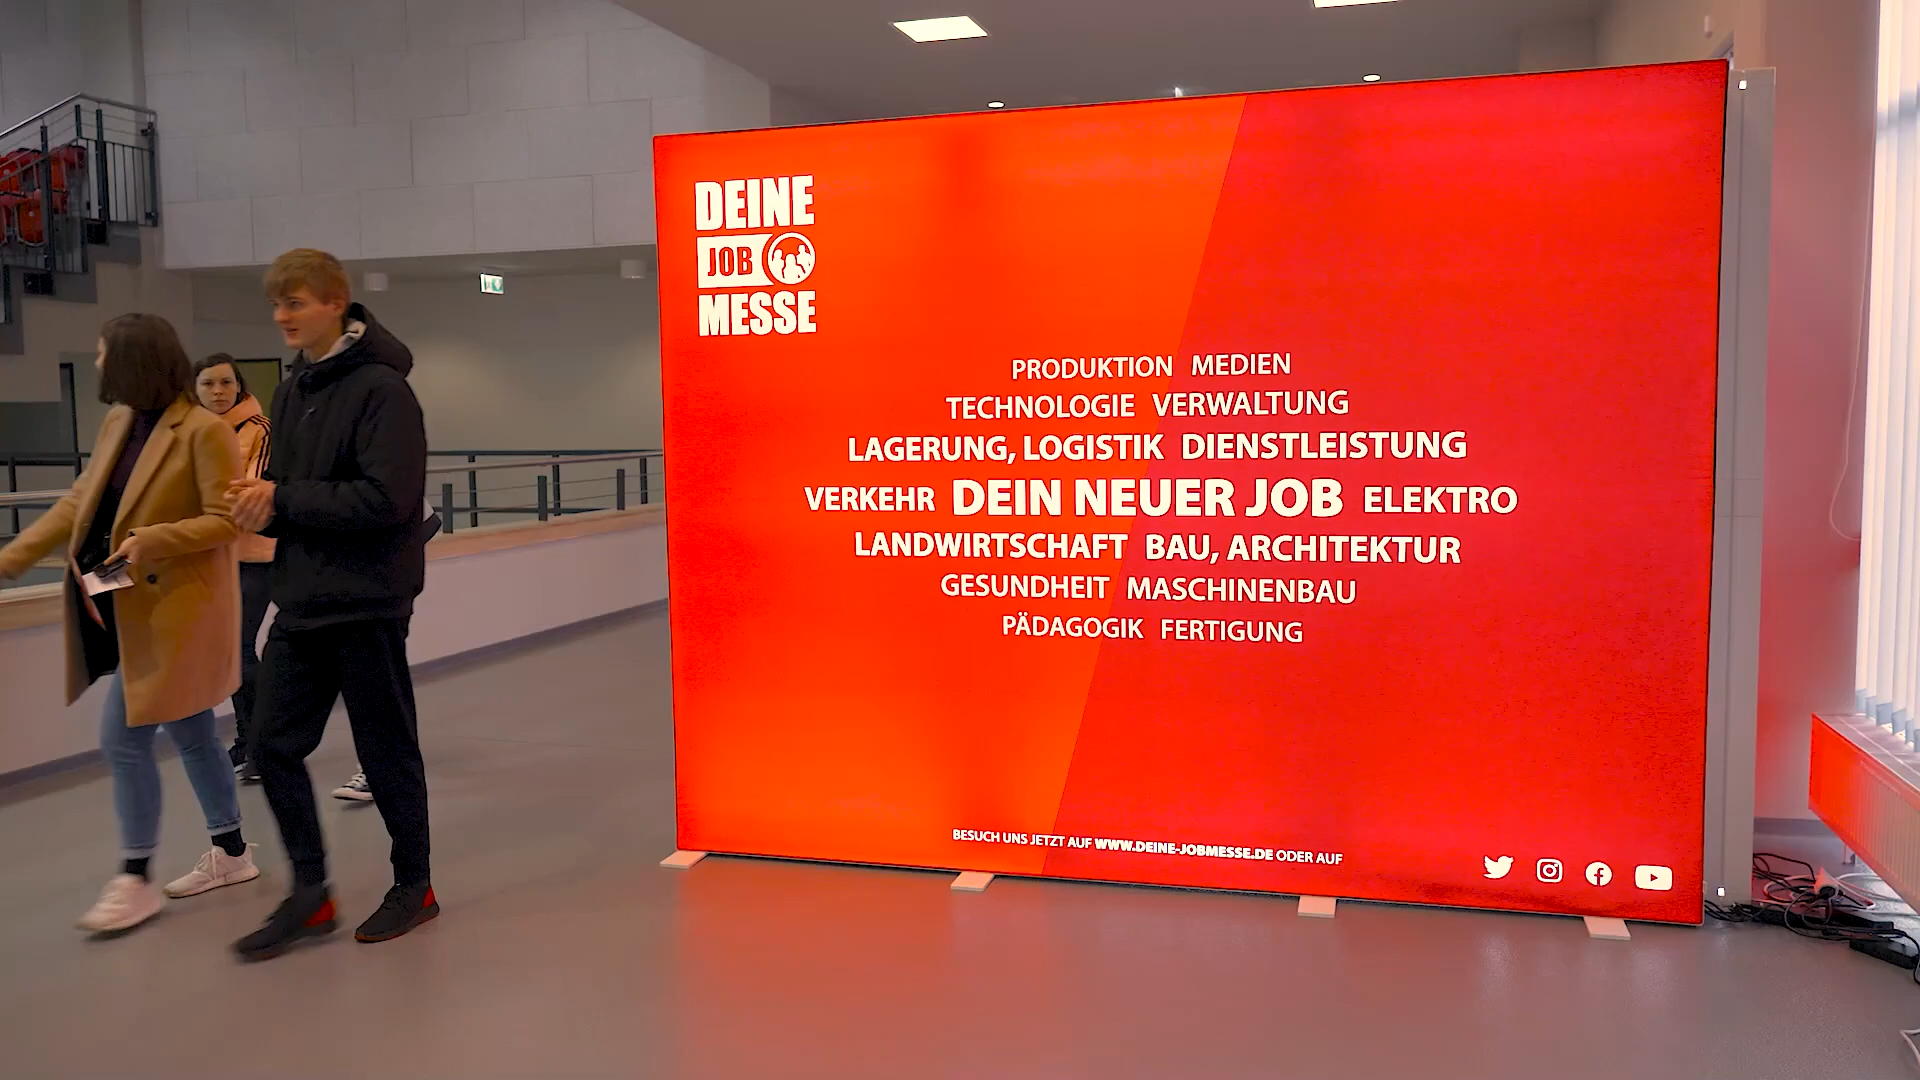 DEINE
JOB
MESSE
PRODUKTION MEDIEN
TECHNOLOGIE VERWALTUNG
LAGERUNG, LOGISTIK DIENSTLEISTUNG
VERKEHR DEIN NEUER JOB ELEKTRO
LANDWIRTSCHAFT BAU, ARCHITEKTUR
GESUNDHEIT MASCHINENBAU
PÄDAGOGIK FERTIGUNG
BESUCH UNS JETZT AUF WWW.DEINE-JOBMESSE.DE ODER AUF